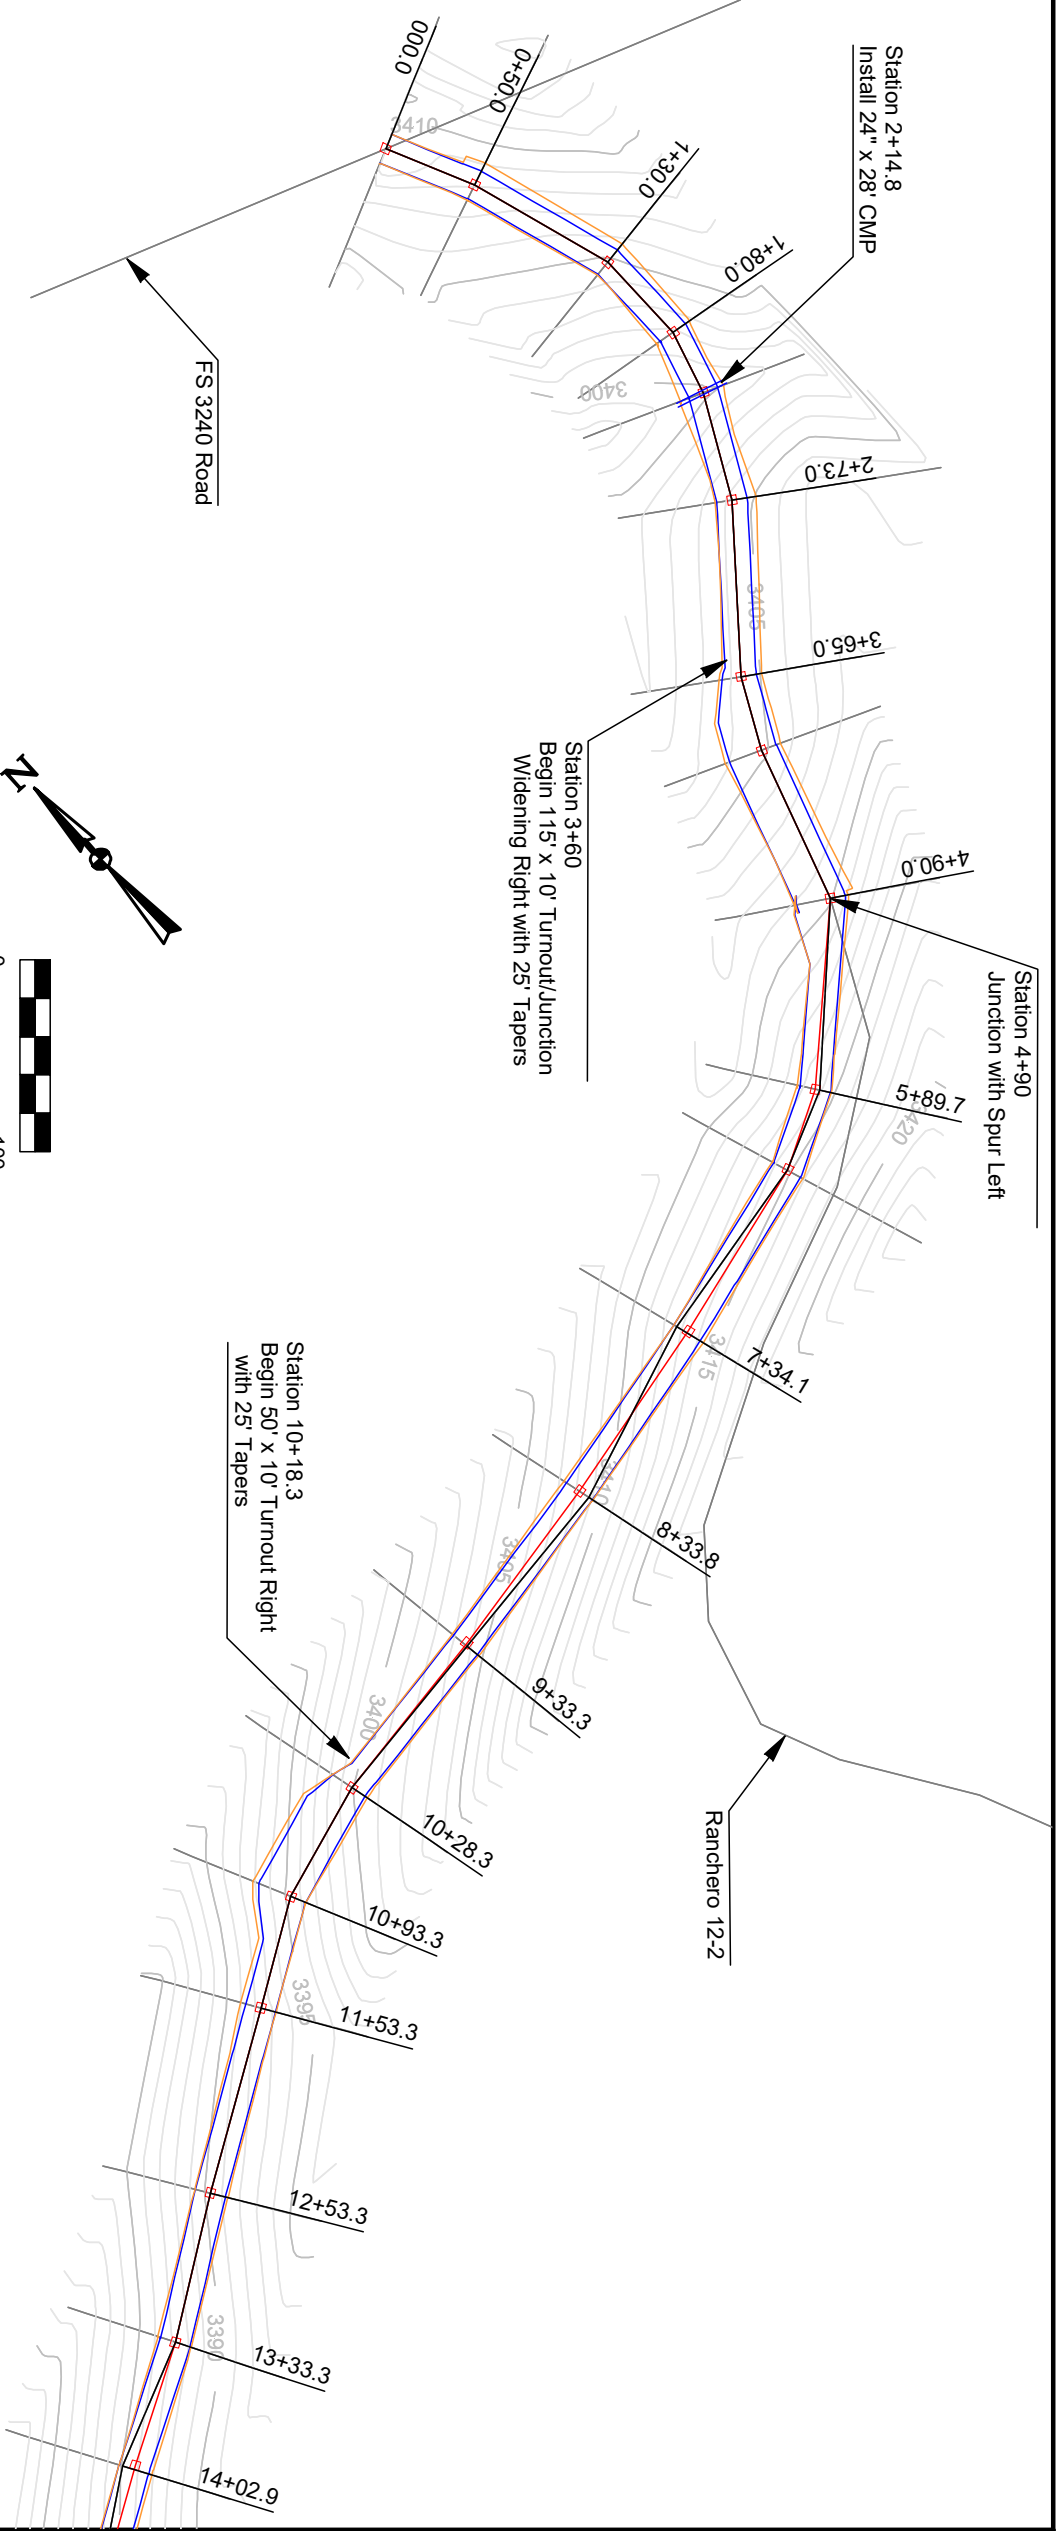 000.0
0+50.0
1+30.0
1+80.0
Station 2+14.8
Install 24" x 28' CMP
2+73.0
3+65.0
4+90.0
3410
3400
3405
FS 3240 Road
Station 3+60
Begin 115' x 10' Turnout/Junction
Widening Right with 25' Tapers
Station 4+90
Junction with Spur Left
N
5+89.7
3420
7+34.1
3415
8+33.8
3410
3405
9+33.3
3400
Station 10+18.3
Begin 50' x 10' Turnout Right
with 25' Tapers
10+28.3
Ranchero 12-2
10+93.3
11+53.3
3395
12+53.3
13+33.3
3390
14+02.9